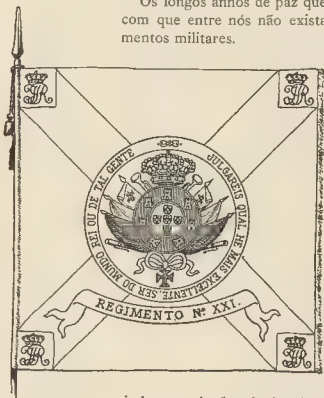 Os longos annos de paz que
com que entre nós não exista
mentos militares.
JULGAREIS QUAL HE MAIS EXCELLENTE, SER DO MUNDO REI OU DE TAL GENTE
REGIMENTO Nº XXI.